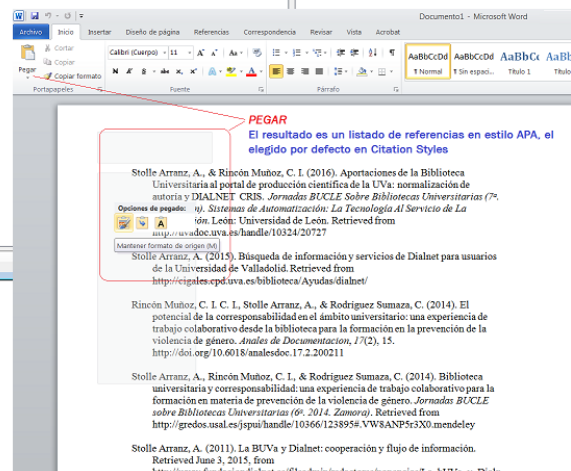 Documento1 - Microsoft Word
Archivo Inicio Insertar Diseño de página Referencias Correspondencia Revisar Vista Acrobat
Pegar
Cortar
Copiar
Copiar formato
Portapapeles
Calibri (Cuerpo) 11
Fuente
Párrafo
AaBbCcDd AaBbCcDd AaBbCc AaBb
¶ Normal ¶ Sin espaci... Título 1 Título
PEGAR
El resultado es un listado de referencias en estilo APA, el
elegido por defecto en Citation Styles
Stolle Arranz, A., & Rincón Muñoz, C. I. (2016). Aportaciones de la Biblioteca
Universitaria al portal de producción científica de la UVa: normalización de
autoría y DIALNET CRIS. Jornadas BUCLE Sobre Bibliotecas Universitarias (7ª.
Opciones de pegado:
Sistemas de Automatización: La Tecnología Al Servicio de La
León: Universidad de León. Retrieved from
http://uvadoc.uva.es/handle/10324/20727
Mantener formato de origen (M)
Stolle Arranz, A. (2015). Búsqueda de información y servicios de Dialnet para usuarios
de la Universidad de Valladolid. Retrieved from
http://cigales.cpd.uva.es/biblioteca/Ayudas/dialnet/
Rincón Muñoz, C. I. C. I., Stolle Arranz, A., & Rodríguez Sumaza, C. (2014). El
potencial de la corresponsabilidad en el ámbito universitario: una experiencia de
trabajo colaborativo desde la biblioteca para la formación en la prevención de la
violencia de género. Anales de Documentacion, 17(2), 15.
http://doi.org/10.6018/analesdoc.17.2.200211
Stolle Arranz, A., Rincón Muñoz, C. I., & Rodríguez Sumaza, C. (2014). Biblioteca
universitaria y corresponsabilidad: una experiencia de trabajo colaborativo para la
formación en materia de prevención de la violencia de género. Jornadas BUCLE
sobre Bibliotecas Universitarias (6ª. 2014. Zamora). Retrieved from
http://gredos.usal.es/jspui/handle/10366/123895#.VW8ANP5r3X0.mendeley
Stolle Arranz, A. (2011). La BUVa y Dialnet: cooperación y flujo de información.
Retrieved June 3, 2015, from